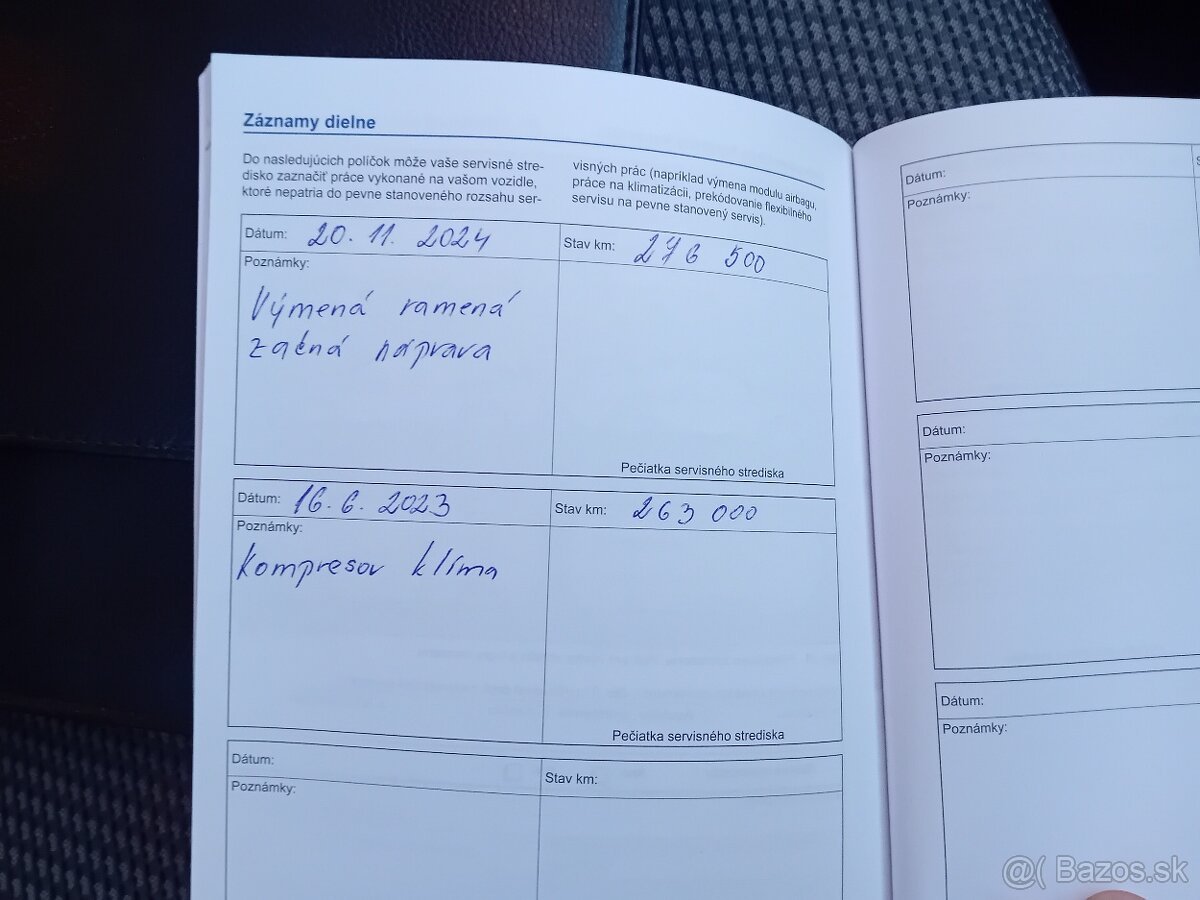 Záznamy dielne
Do nasledujúcich políčok môže vaše servisné stre-
disko zaznačiť práce vykonané na vašom vozidle,
ktoré nepatria do pevne stanoveného rozsahu ser-
visných prác (napríklad výmena modulu airbagu,
práce na klimatizácii, prekódovanie flexibilného
servisu na pevne stanovený servis).
Dátum: 20. 11. 2024
Stav km: 276 500
Poznámky:
Výmená ramená
začná náprava
Pečiatka servisného strediska
Dátum: 16. 6. 2023
Stav km: 263 000
Poznámky:
Kompresor klíma
Pečiatka servisného strediska
Dátum:
Stav km:
Poznámky:
Dátum:
Poznámky:
Dátum:
Poznámky:
Dátum:
Poznámky:
@( Bazos.sk